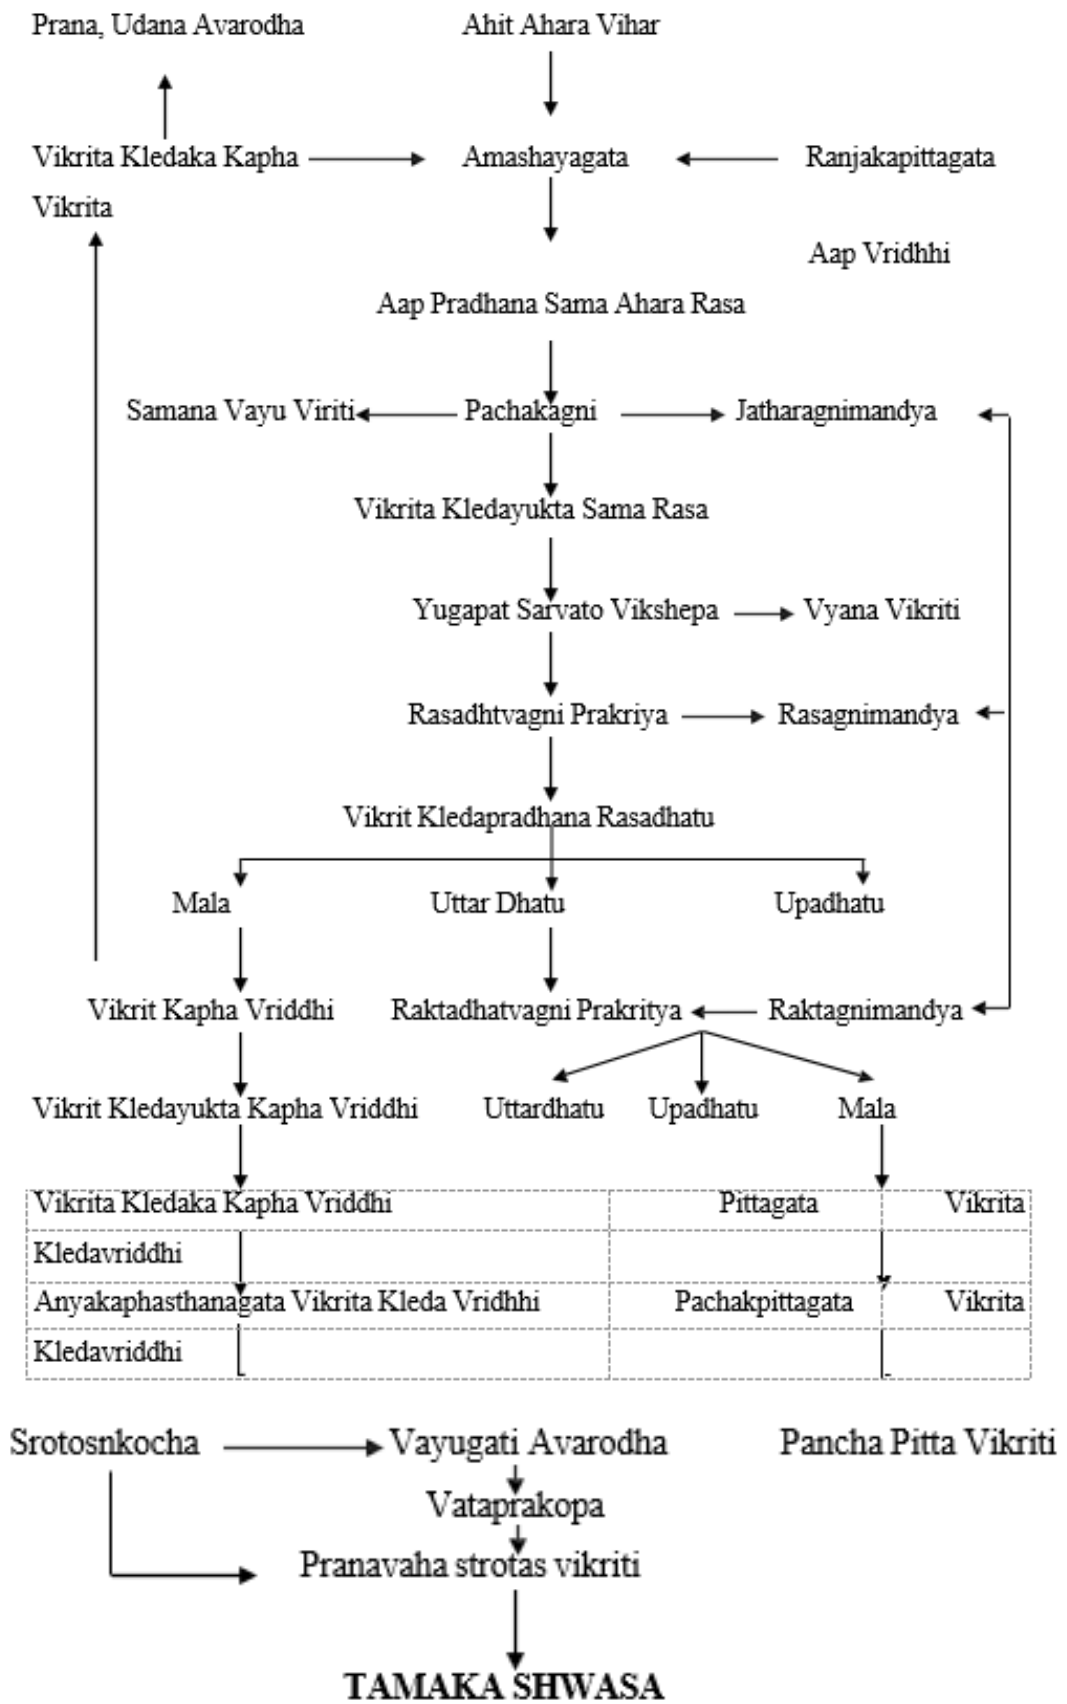 Prana, Udana Avarodha Ahit Ahara Vihar
Vikrita Kledaka Kapha Amashayagata Ranjakapittagata
Vikrita
Aap Vridhhi
Aap Pradhana Sama Ahara Rasa
Samana Vayu Viriti Pachakagni Jatharagnimandya
Vikrita Kledayukta Sama Rasa
Yugapat Sarvato Vikshepa Vyana Vikriti
Rasadhtvagni Prakriya Rasagnimandya
Vikrit Kledapradhana Rasadhatu
Mala Uttar Dhatu Upadhatu
Vikrit Kapha Vriddhi Raktadhatvagni Prakritya Raktagnimandya
Vikrit Kledayukta Kapha Vriddhi Uttardhatu Upadhatu Mala
Vikrita Kledaka Kapha Vriddhi Pittagata Vikrita
Kledavriddhi
Anyakaphasthanagata Vikrita Kleda Vridhhi Pachakpittagata Vikrita
Kledavriddhi
Srotosnkocha Vayugati Avarodha Pancha Pitta Vikriti
Vataprakopa
Pranavaha strotas vikriti
TAMAKA SHWASA